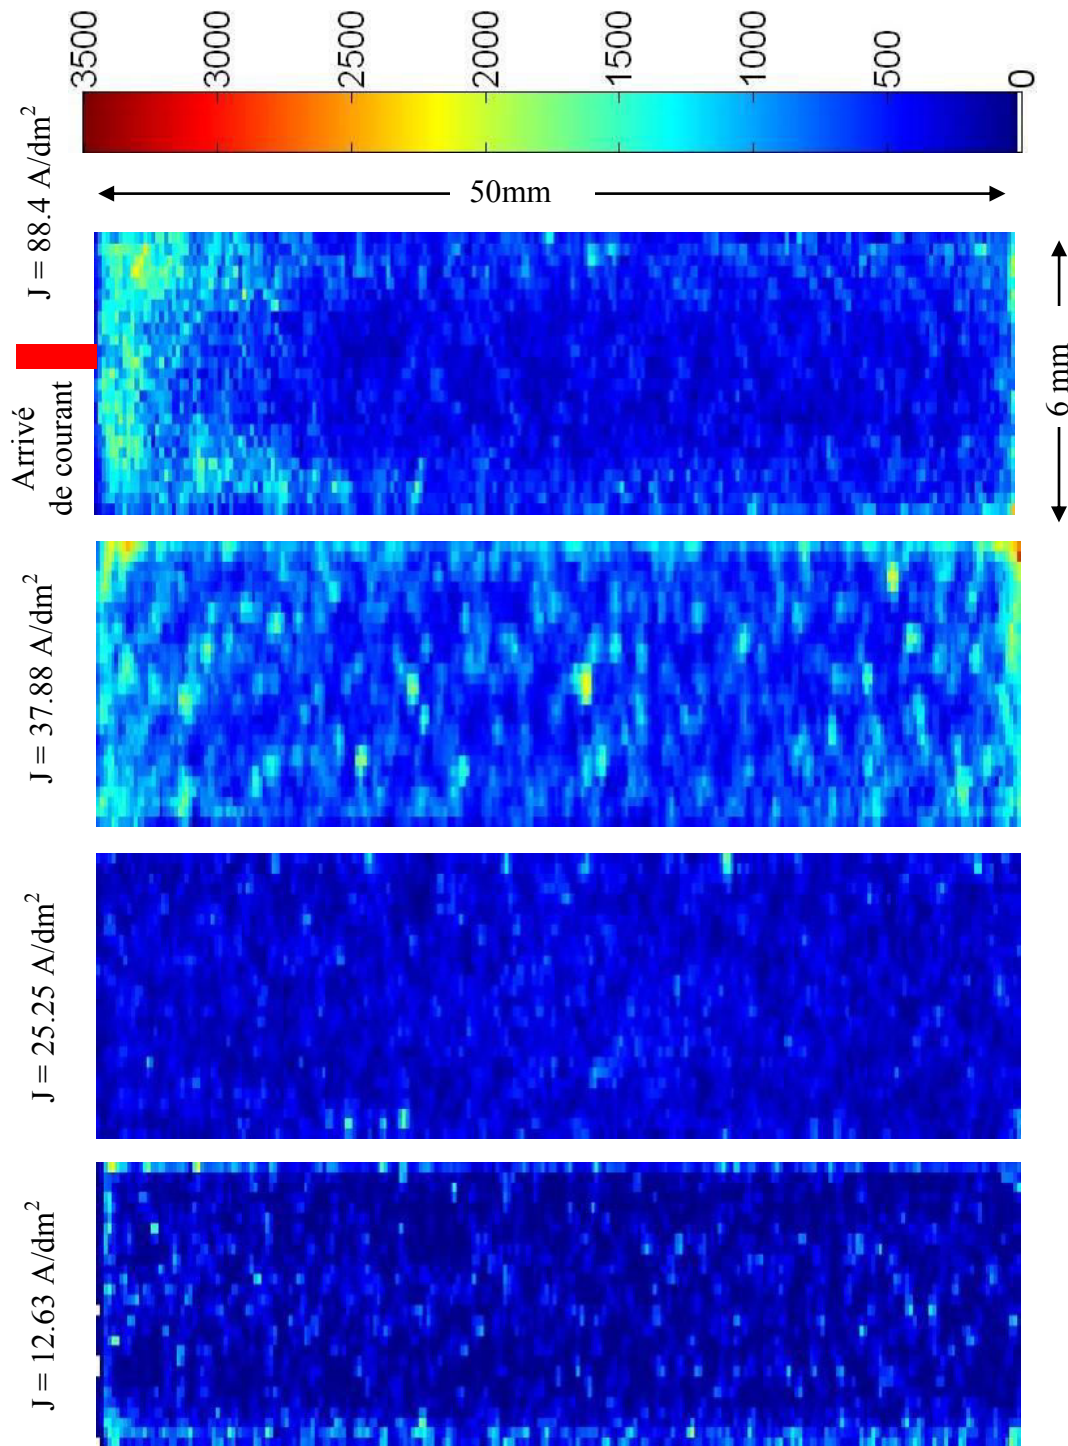 3500
3000
2500
2000
1500
1000
500
0
50mm
6 mm
J = 88.4 A/dm²
Arrivé
de courant
J = 37.88 A/dm²
J = 25.25 A/dm²
J = 12.63 A/dm²